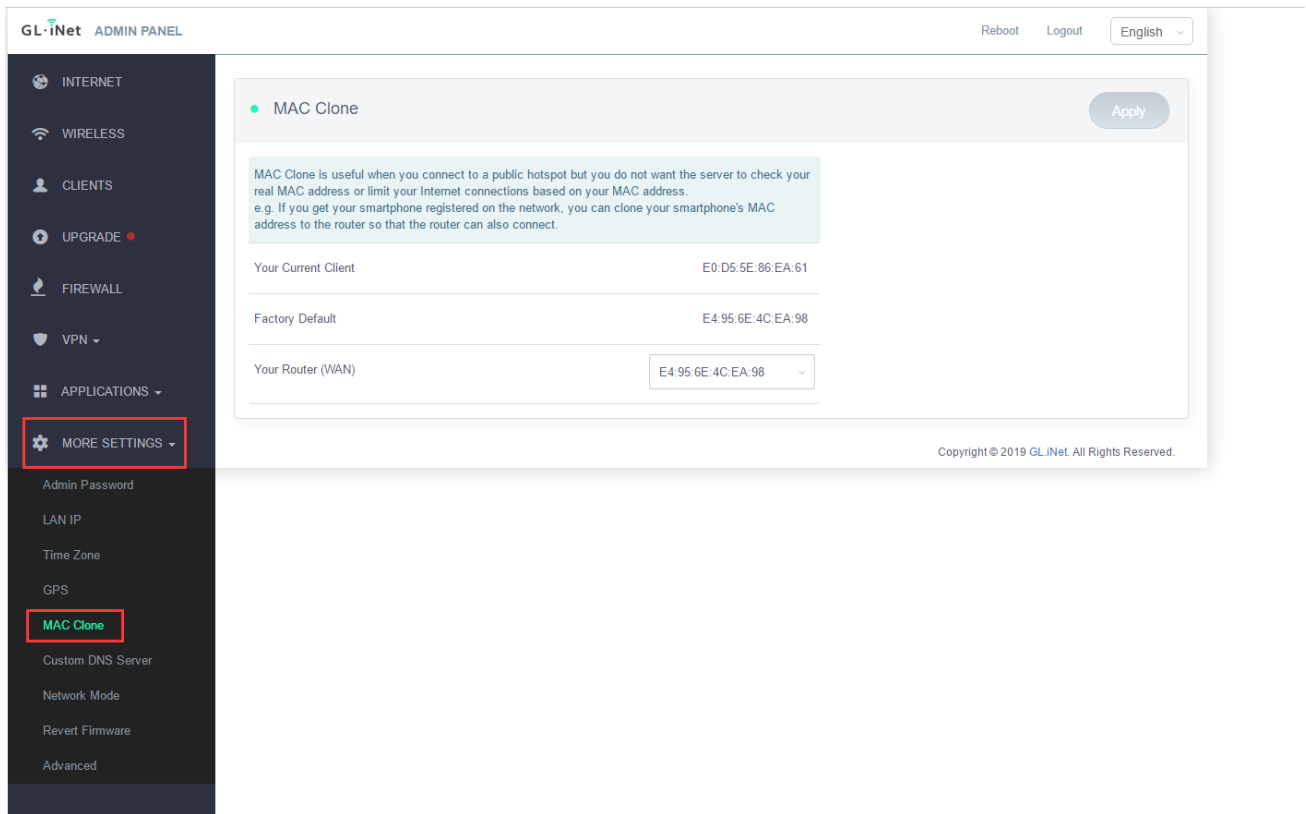 GL·iNet ADMIN PANEL
Reboot Logout English
INTERNET
WIRELESS
CLIENTS
UPGRADE
FIREWALL
VPN
APPLICATIONS
MORE SETTINGS
Admin Password
LAN IP
Time Zone
GPS
MAC Clone
Custom DNS Server
Network Mode
Revert Firmware
Advanced
MAC Clone
Apply
MAC Clone is useful when you connect to a public hotspot but you do not want the server to check your
real MAC address or limit your Internet connections based on your MAC address.
e.g. If you get your smartphone registered on the network, you can clone your smartphone's MAC
address to the router so that the router can also connect.
Your Current Client E0:D5:5E:86:EA:61
Factory Default E4:95:6E:4C:EA:98
Your Router (WAN) E4:95:6E:4C:EA:98
Copyright © 2019 GL.iNet. All Rights Reserved.